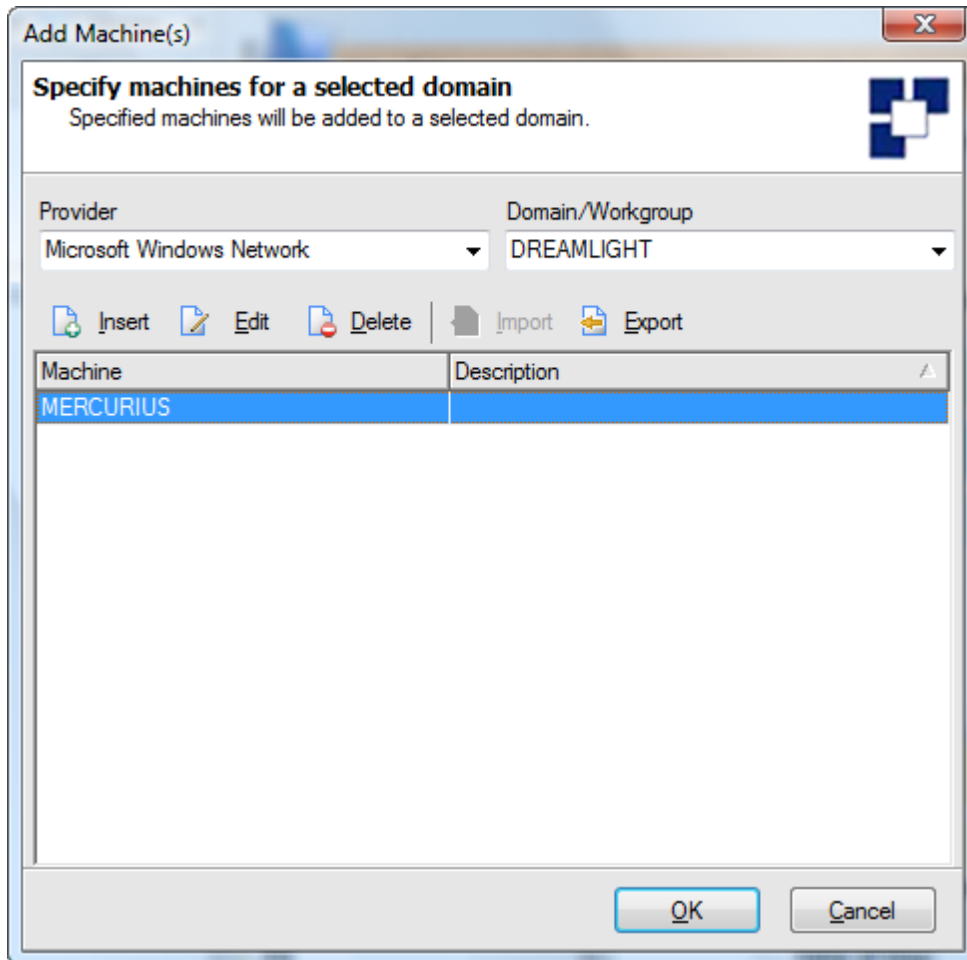 Add Machine(s)
Specify machines for a selected domain
Specified machines will be added to a selected domain.
Provider Domain/Workgroup
Microsoft Windows Network DREAMLIGHT
Insert Edit Delete Import Export
Machine Description
MERCURIUS
OK Cancel